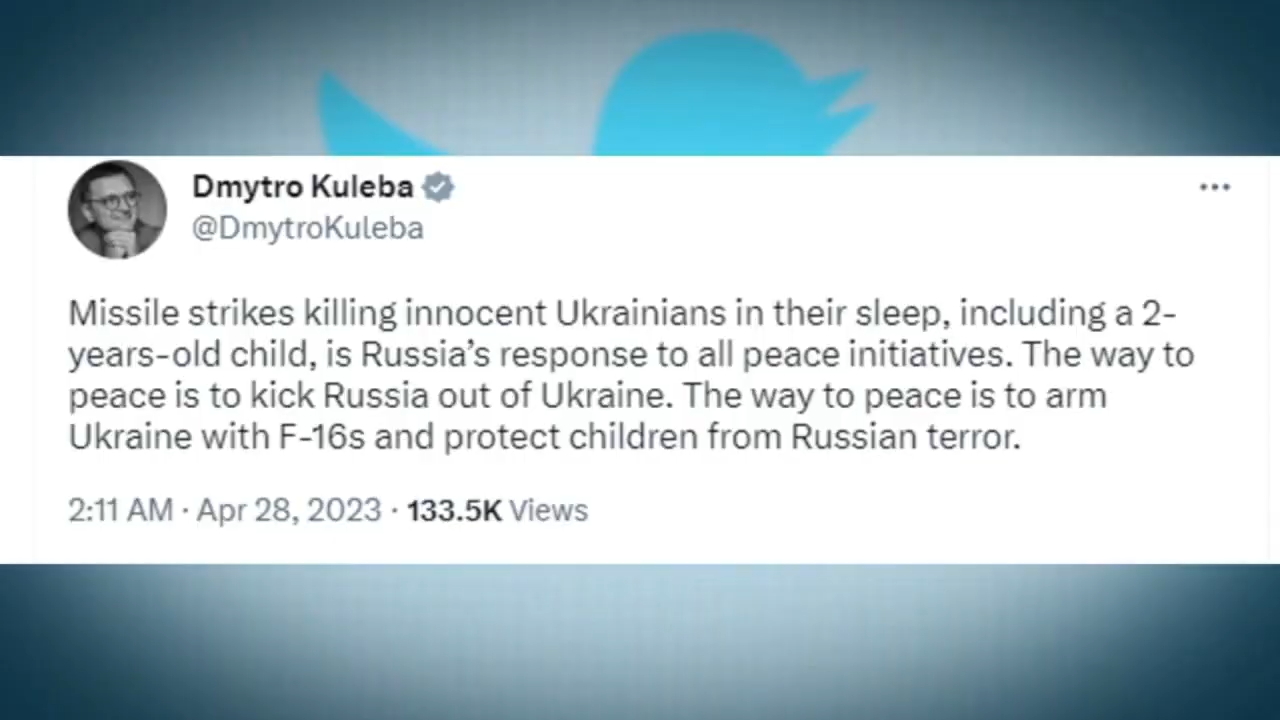 Dmytro Kuleba
@DmytroKuleba
Missile strikes killing innocent Ukrainians in their sleep, including a 2-
years-old child, is Russia’s response to all peace initiatives. The way to
peace is to kick Russia out of Ukraine. The way to peace is to arm
Ukraine with F-16s and protect children from Russian terror.
2:11 AM · Apr 28, 2023 · 133.5K Views